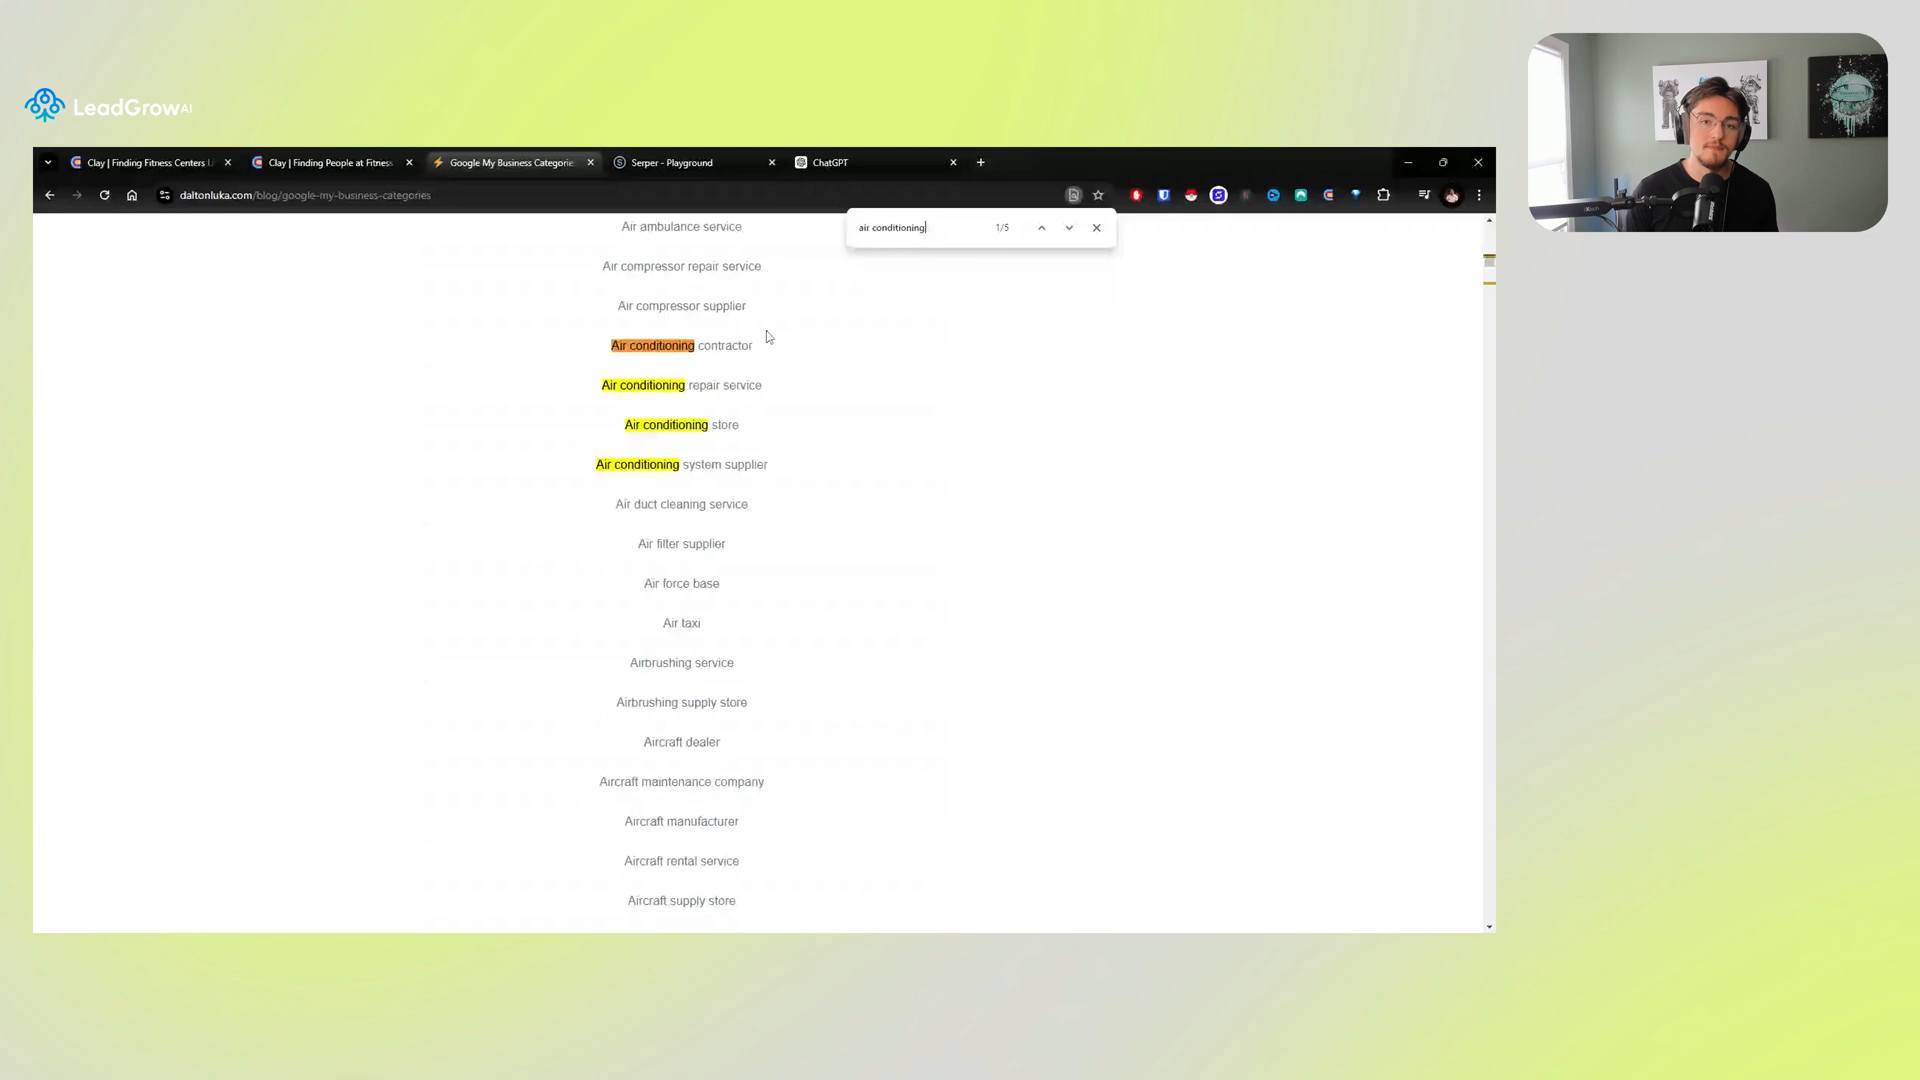 LeadGrow AI
Clay | Finding Fitness Centers U
Clay | Finding People at Fitness
Google My Business Categorie
Serper - Playground
ChatGPT
daltonluka.com/blog/google-my-business-categories
air conditioning 1/5
Air ambulance service
Air compressor repair service
Air compressor supplier
Air conditioning contractor
Air conditioning repair service
Air conditioning store
Air conditioning system supplier
Air duct cleaning service
Air filter supplier
Air force base
Air taxi
Airbrushing service
Airbrushing supply store
Aircraft dealer
Aircraft maintenance company
Aircraft manufacturer
Aircraft rental service
Aircraft supply store